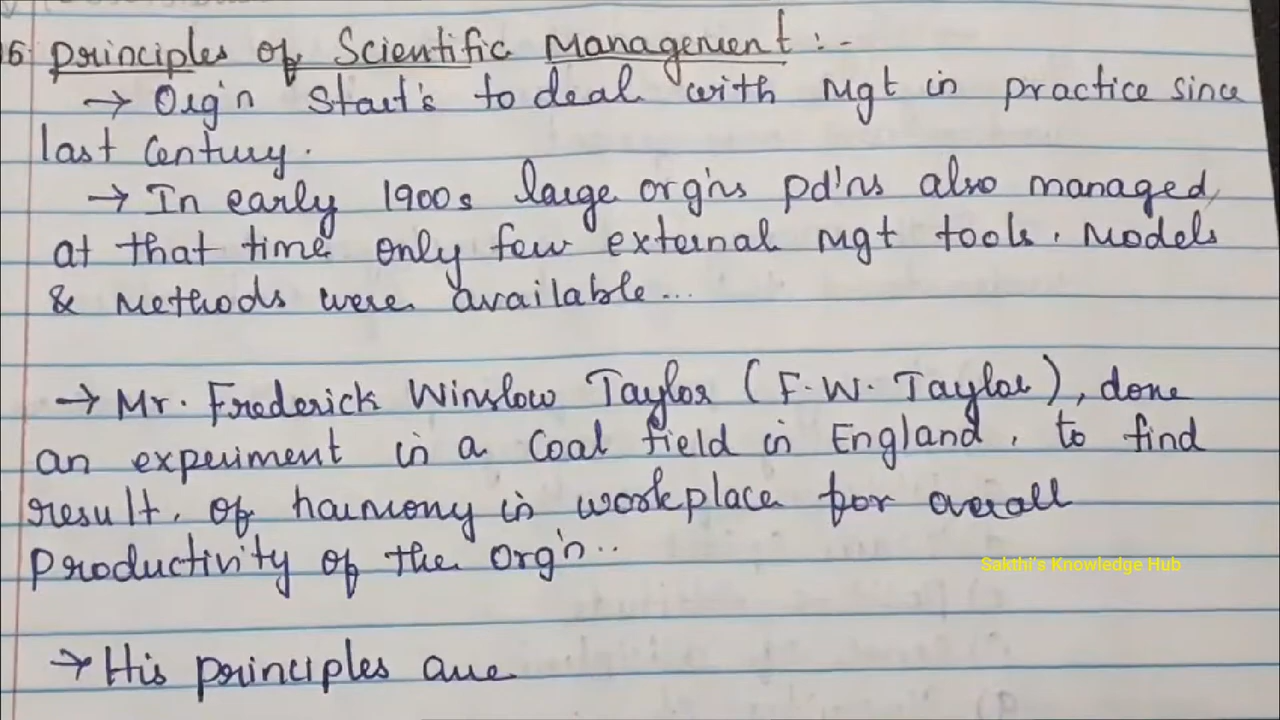 16 Principles of Scientific Management :-
→ Org'n start's to deal with Mgt in practice since
last century.
→ In early 1900s large org'ns pd'ns also managed,
at that time only few external Mgt tools, Models
& Methods were available...
→ Mr. Frederick Winslow Taylor (F.W. Taylor), done
an experiment in a coal field in England, to find
result, of harmony in workplace for overall
Productivity of the org'n..
Sakthi's Knowledge Hub
→ His principles are